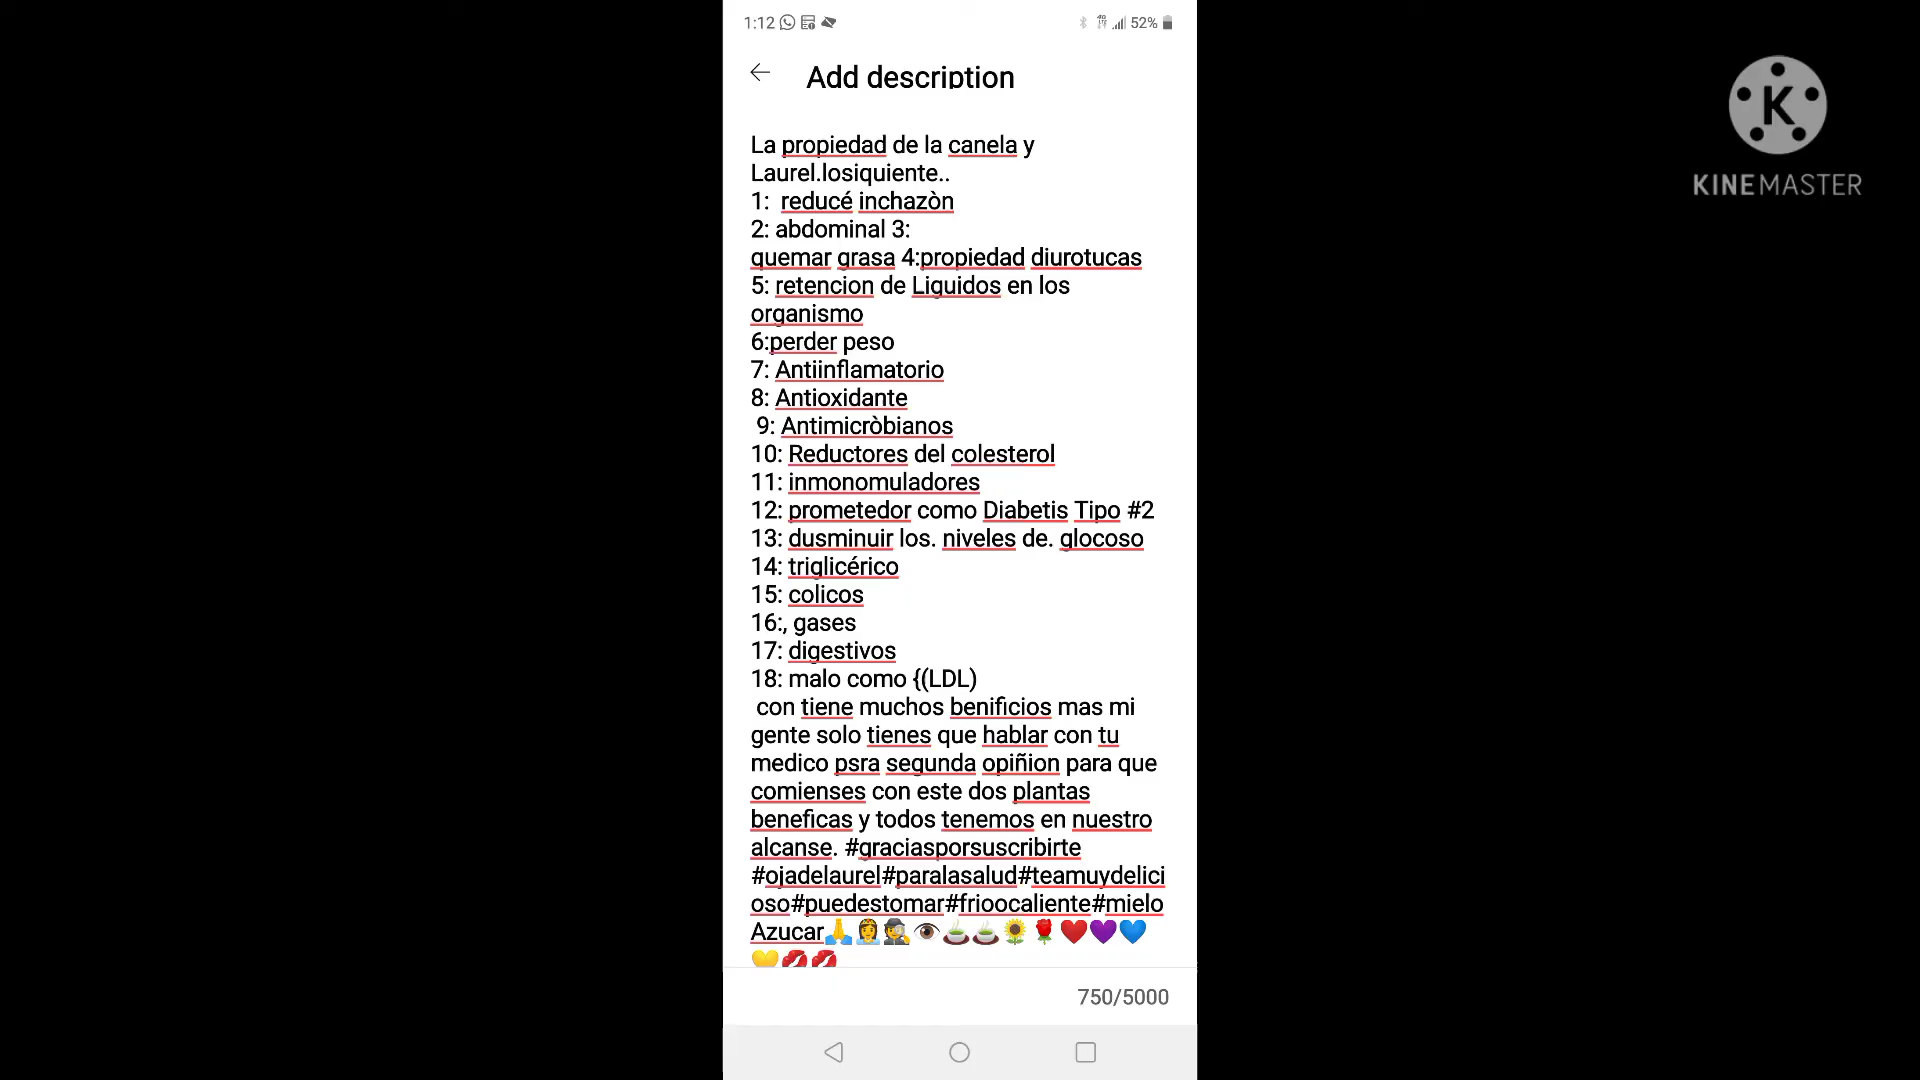 1:12
52%
Add description
La propiedad de la canela y
Laurel.losiquiente..
1:  reducé inchazòn
2: abdominal 3:
quemar grasa 4:propiedad diurotucas
5: retencion de Liguidos en los
organismo
6:perder peso
7: Antiinflamatorio
8: Antioxidante
9: Antimicròbianos
10: Reductores del colesterol
11: inmonomuladores
12: prometedor como Diabetis Tipo #2
13: dusminuir los. niveles de. glocoso
14: triglicérico
15: colicos
16:, gases
17: digestivos
18: malo como {(LDL)
con tiene muchos benificios mas mi
gente solo tienes que hablar con tu
medico psra segunda opiñion para que
comienses con este dos plantas
beneficas y todos tenemos en nuestro
alcanse. #graciasporsuscribirte
#ojadelaurel#paralasalud#teamuydelici
oso#puedestomar#frioocaliente#mielo
Azucar🙏👸🕵👁🍵🍵🌻🌹❤💜💙
💛💋💋
750/5000
K
KINEMASTER